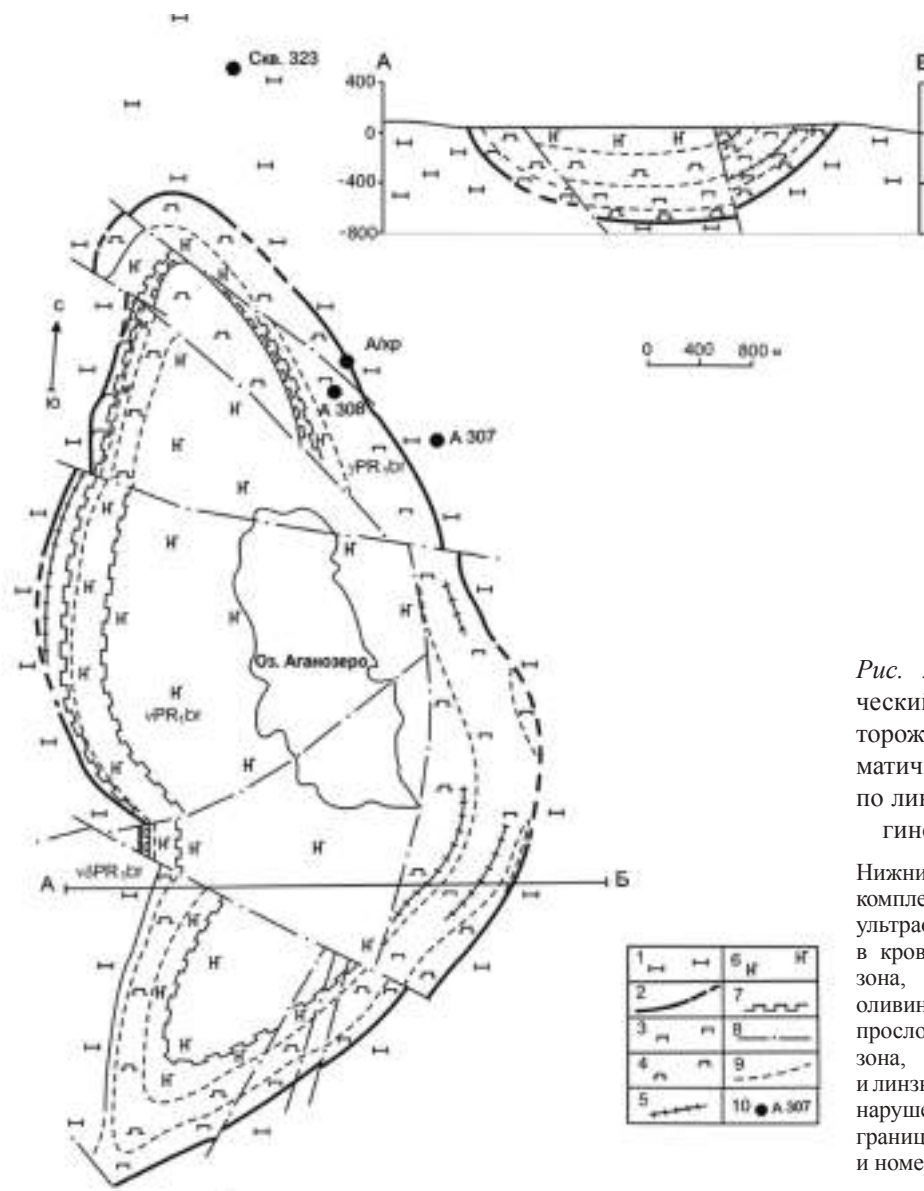 Скв. 323
А
400
0
-400
-800
С
Ю
А/хр
А 308
А 307
0 400 800 м
γPR₁br
Оз. Аганозеро
νPR₁br
νδPR₁br
А
Б
1
2
3
4
5
6
7
8
9
10 А 307
Рис.
ческий
торож
матич
по лин
гино
Нижни
компле
ультрао
в кров
зона,
оливин
просло
зона,
и линзы
наруше
границ
и номе